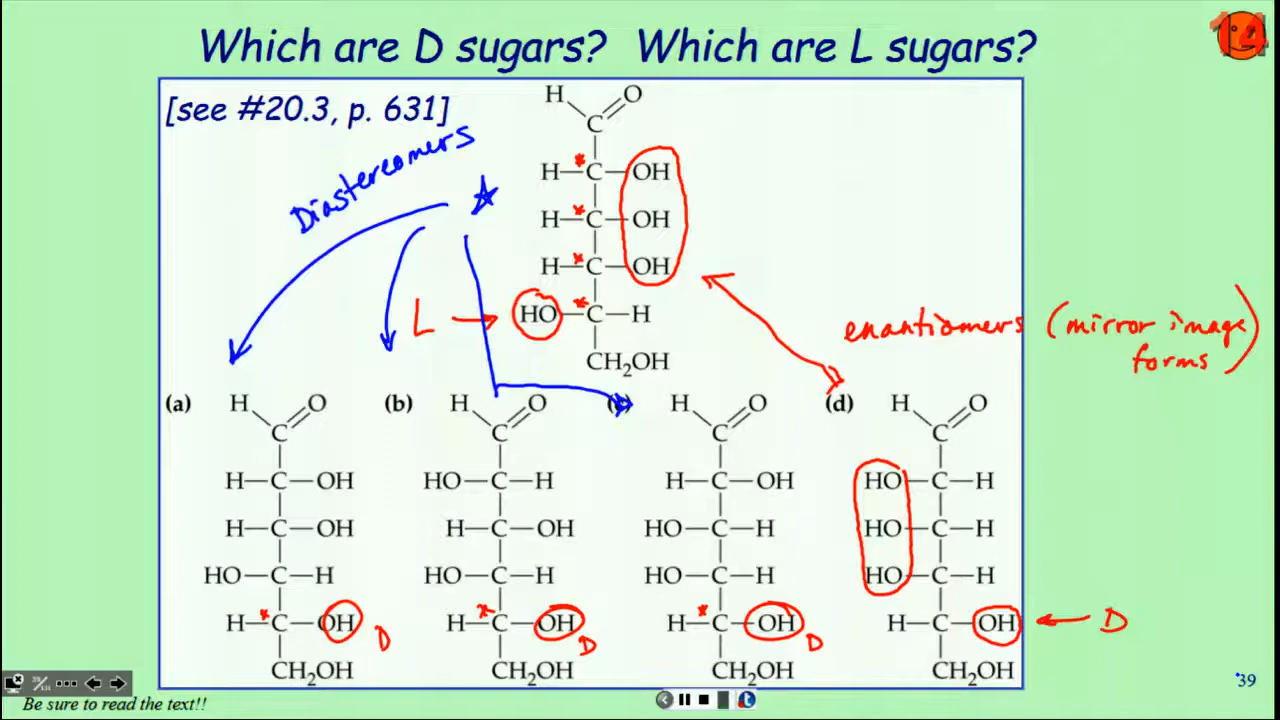 Which are D sugars? Which are L sugars?
14
[see #20.3, p. 631]
Diastereomers
H O
C
H—C—OH
H—C—OH
H—C—OH
L → HO—C—H
CH₂OH
enantiomers (mirror image forms)
(a) H O (b) H O (c) H O (d) H O
C C C C
H—C—OH HO—C—H H—C—OH HO—C—H
H—C—OH H—C—OH HO—C—H HO—C—H
HO—C—H HO—C—H HO—C—H HO—C—H
H—C—OH D H—C—OH D H—C—OH D H—C—OH ← D
CH₂OH CH₂OH CH₂OH CH₂OH
39
Be sure to read the text!!